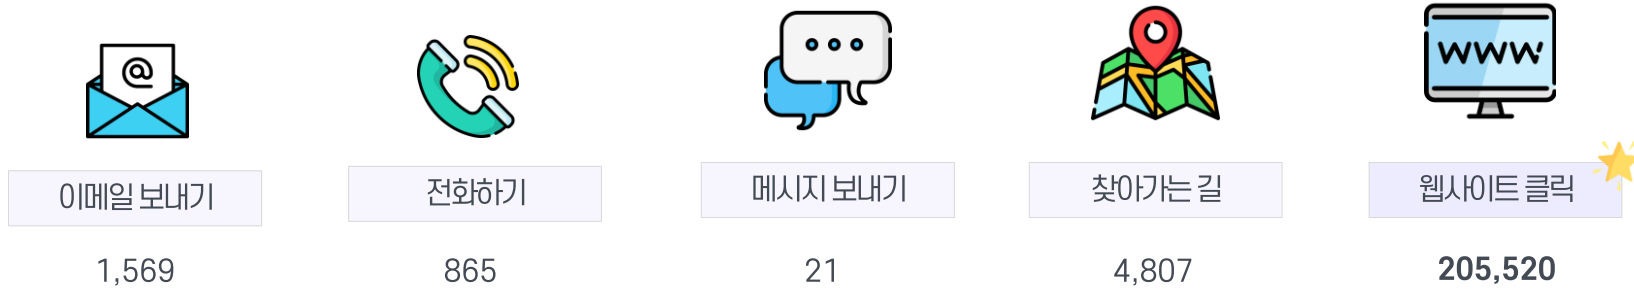 @
WWW
이메일 보내기
전화하기
메시지 보내기
찾아가는 길
웹사이트 클릭
1,569
865
21
4,807
205,520